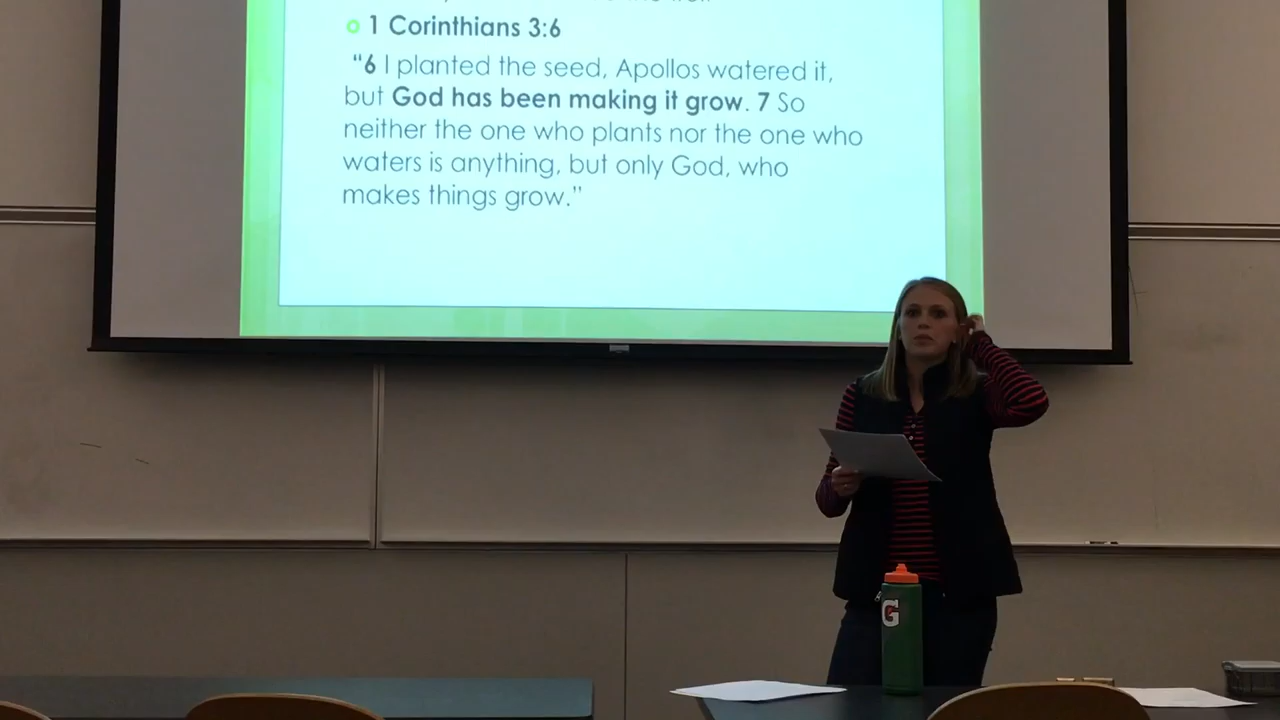 1 Corinthians 3:6
“6 I planted the seed, Apollos watered it,
but God has been making it grow. 7 So
neither the one who plants nor the one who
waters is anything, but only God, who
makes things grow.”
G